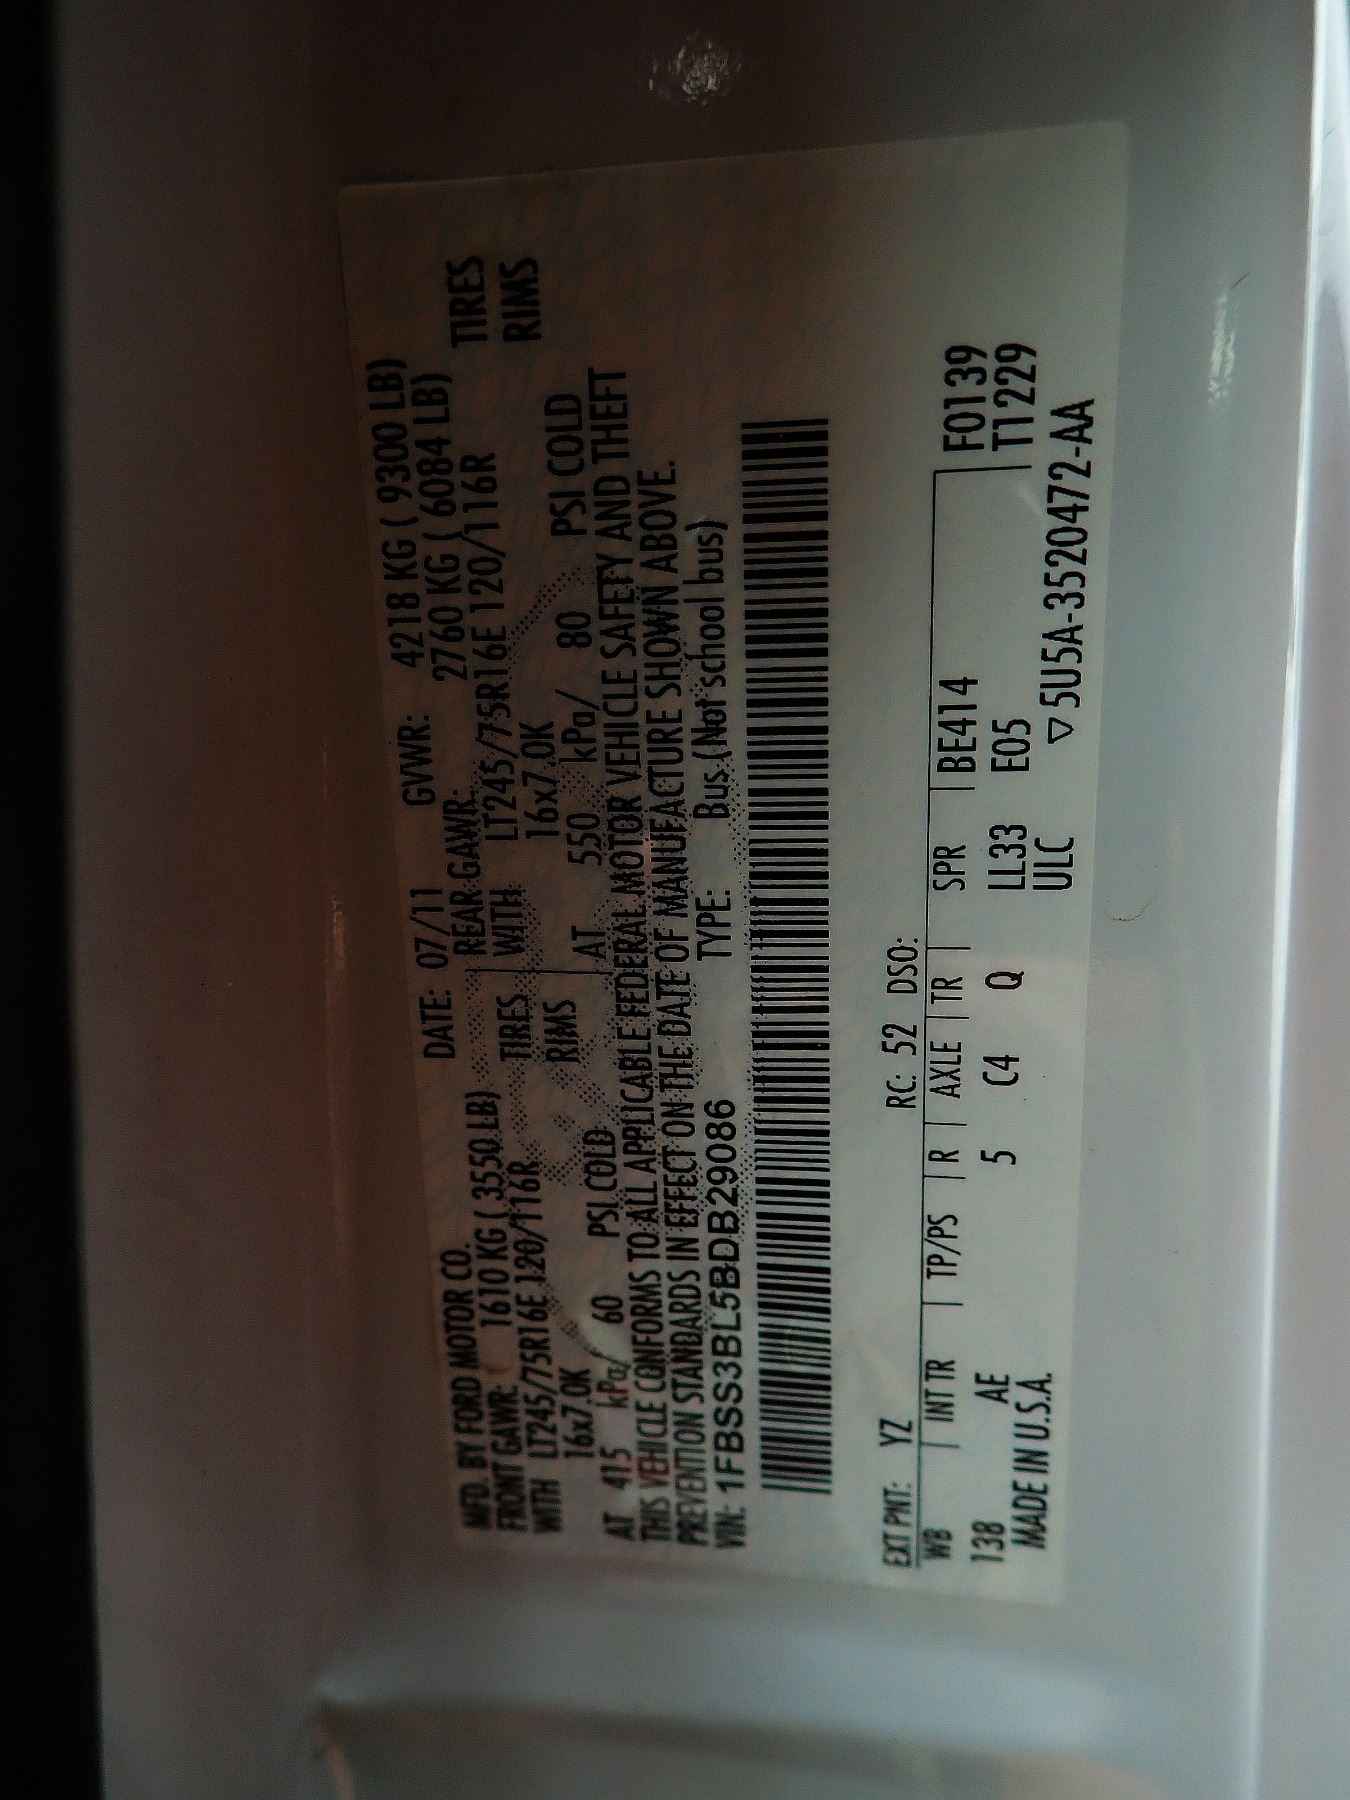 MFD. BY FORD MOTOR CO. DATE: 07/11 GVWR: 4218 KG ( 9300 LB)
FRONT GAWR: 1610 KG ( 3550 LB) REAR GAWR: 2760 KG ( 6084 LB)
WITH LT245/75R16E 120/116R TIRES WITH LT245/75R16E 120/116R TIRES
16x7.0K RIMS 16x7.0K RIMS
AT 415 kPa/ 60 PSI COLD AT 550 kPa/ 80 PSI COLD
THIS VEHICLE CONFORMS TO ALL APPLICABLE FEDERAL MOTOR VEHICLE SAFETY AND THEFT
PREVENTION STANDARDS IN EFFECT ON THE DATE OF MANUFACTURE SHOWN ABOVE.
VIN: 1FBSS3BL5BDB29086 TYPE: Bus (Not school bus)
EXT PNT: YZ RC: 52 DSO:
WB INT TR TP/PS R AXLE TR SPR BE414 F0139
138 AE 5 C4 Q LL33 E05 T1229
MADE IN U.S.A. ULC ▽5U5A-3520472-AA